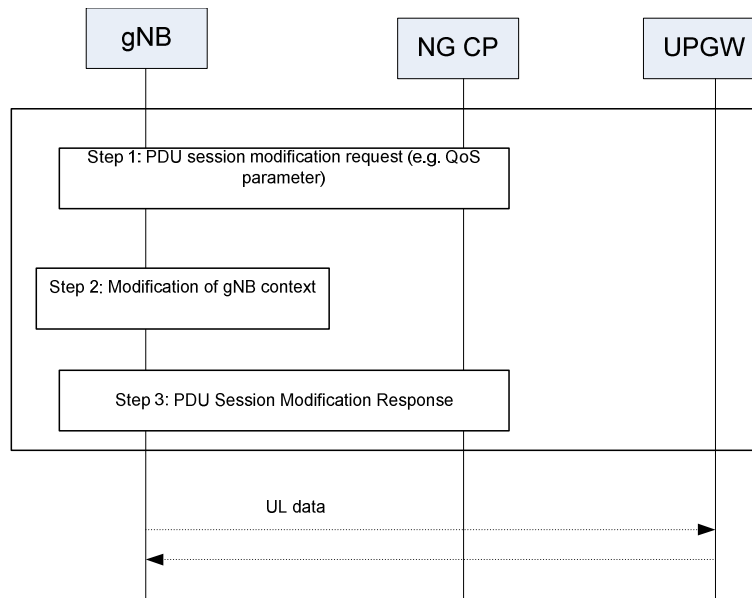 gNB
NG CP
UPGW
Step 1: PDU session modification request (e.g. QoS
parameter)
Step 2: Modification of gNB context
Step 3: PDU Session Modification Response
UL data